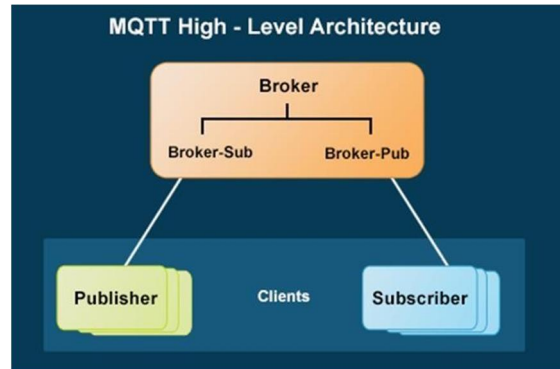 MQTT High - Level Architecture
Broker
Broker-Sub
Broker-Pub
Publisher
Clients
Subscriber